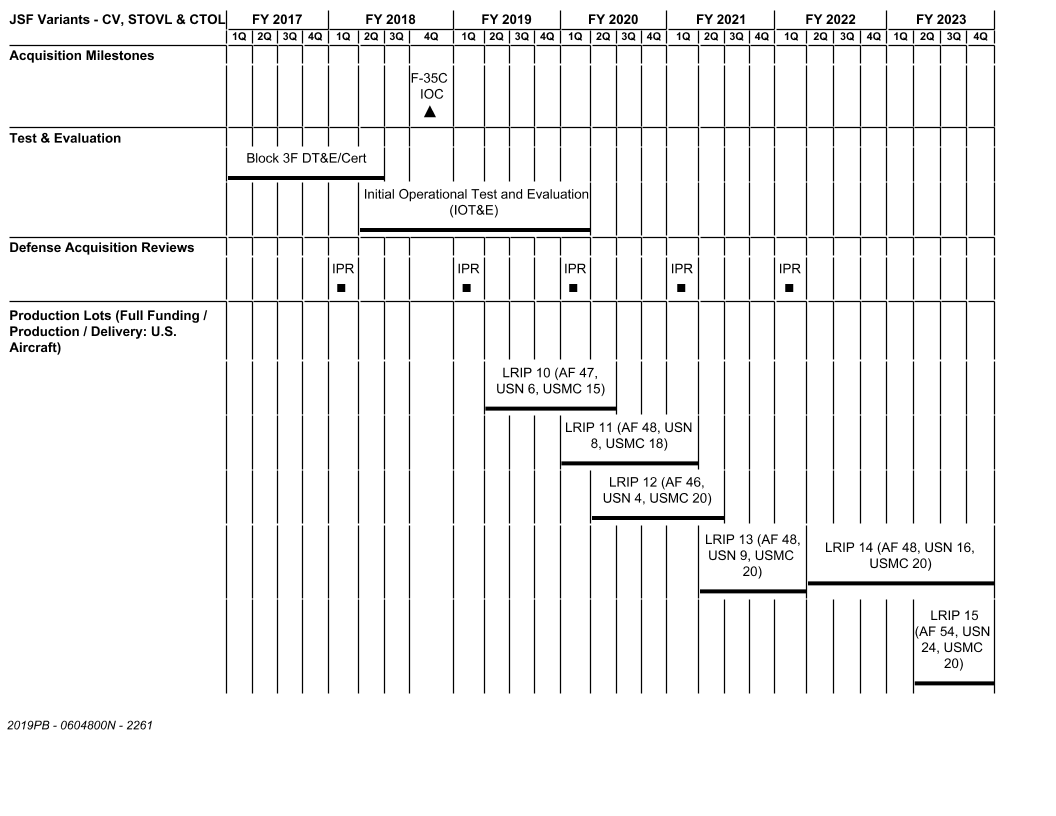 JSF Variants - CV, STOVL & CTOL FY 2017 FY 2018 FY 2019 FY 2020 FY 2021 FY 2022 FY 2023
1Q 2Q 3Q 4Q 1Q 2Q 3Q 4Q 1Q 2Q 3Q 4Q 1Q 2Q 3Q 4Q 1Q 2Q 3Q 4Q 1Q 2Q 3Q 4Q 1Q 2Q 3Q 4Q
Acquisition Milestones
F-35C
IOC
Test & Evaluation
Block 3F DT&E/Cert
Initial Operational Test and Evaluation
(IOT&E)
Defense Acquisition Reviews
IPR IPR IPR IPR IPR
Production Lots (Full Funding /
Production / Delivery: U.S.
Aircraft)
LRIP 10 (AF 47,
USN 6, USMC 15)
LRIP 11 (AF 48, USN
8, USMC 18)
LRIP 12 (AF 46,
USN 4, USMC 20)
LRIP 13 (AF 48,
USN 9, USMC
20)
LRIP 14 (AF 48, USN 16,
USMC 20)
LRIP 15
(AF 54, USN
24, USMC
20)
2019PB - 0604800N - 2261